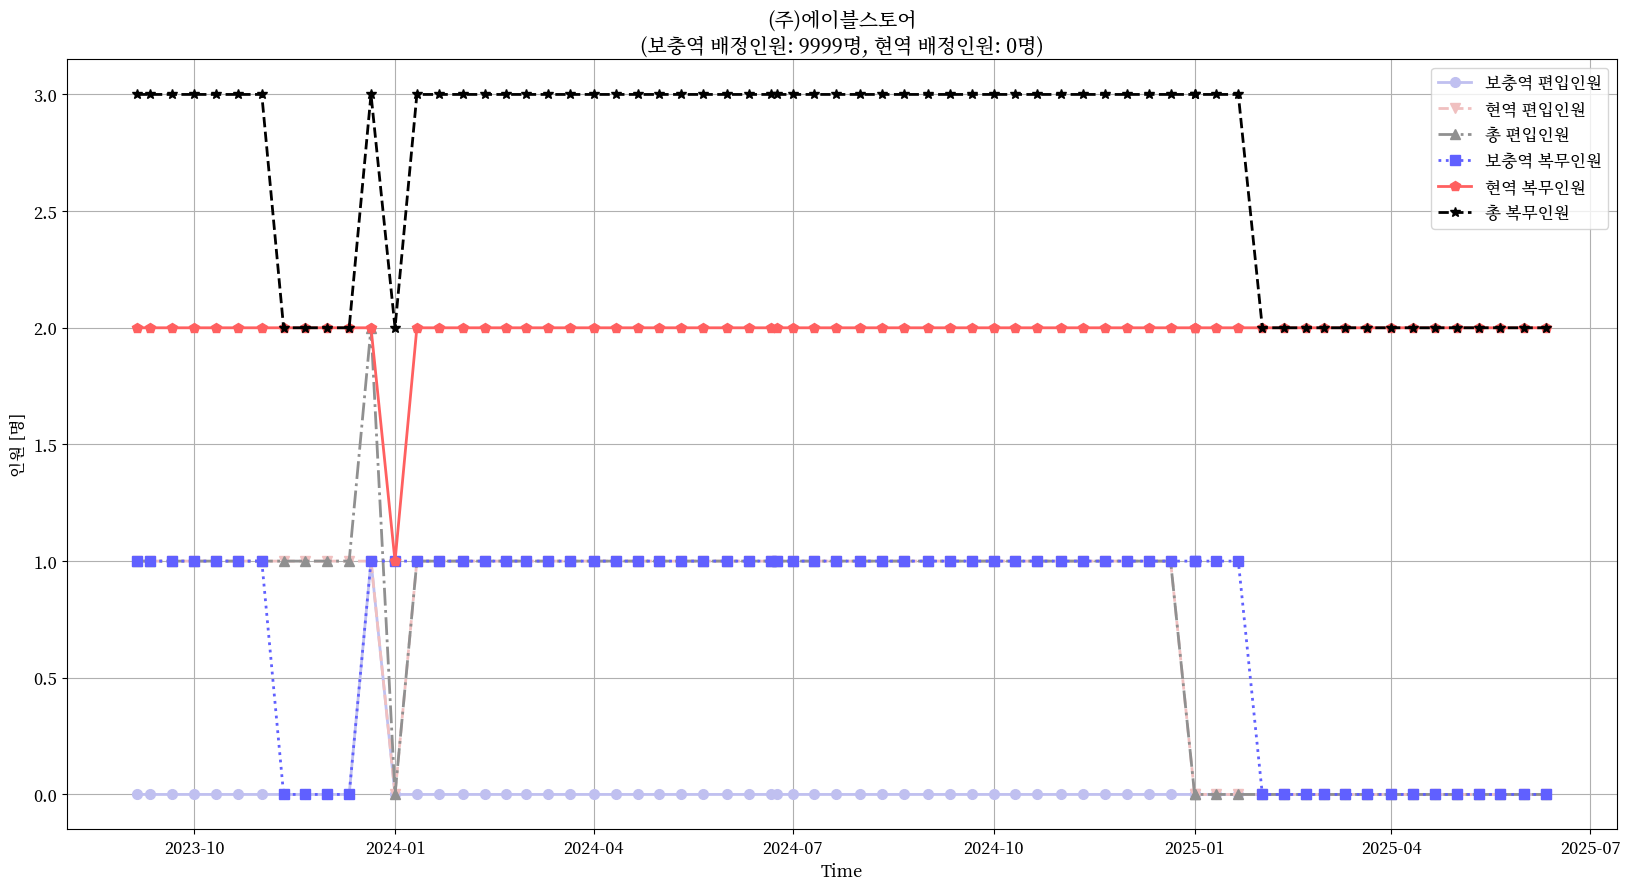 (주)에이블스토어
(보충역 배정인원: 9999명, 현역 배정인원: 0명)
보충역 편입인원
현역 편입인원
총 편입인원
보충역 복무인원
현역 복무인원
총 복무인원
3.0
2.5
2.0
1.5
1.0
0.5
0.0
인원 [명]
2023-10
2024-01
2024-04
2024-07
2024-10
2025-01
2025-04
2025-07
Time